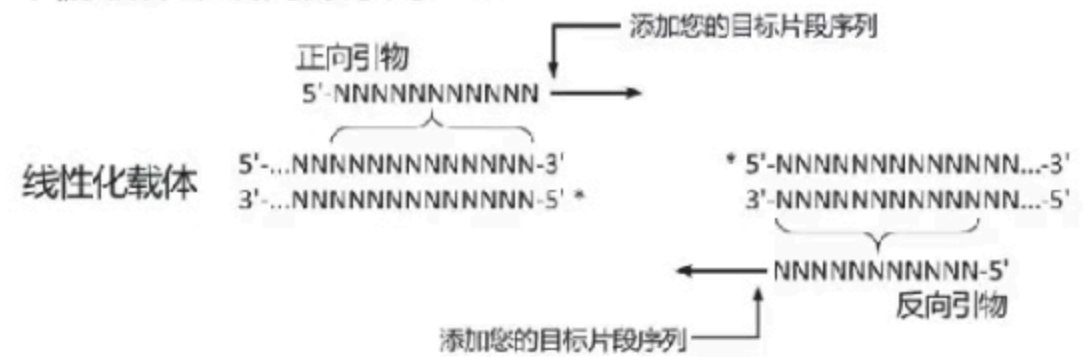 添加您的目标片段序列
正向引物
5'-NNNNNNNNNNN
线性化载体
5'-...NNNNNNNNNNNNN-3'
* 5'-NNNNNNNNNNNNN...-3'
3'-...NNNNNNNNNNNNN-5' *
3'-NNNNNNNNNNNNN...-5'
NNNNNNNNNNN-5'
反向引物
添加您的目标片段序列